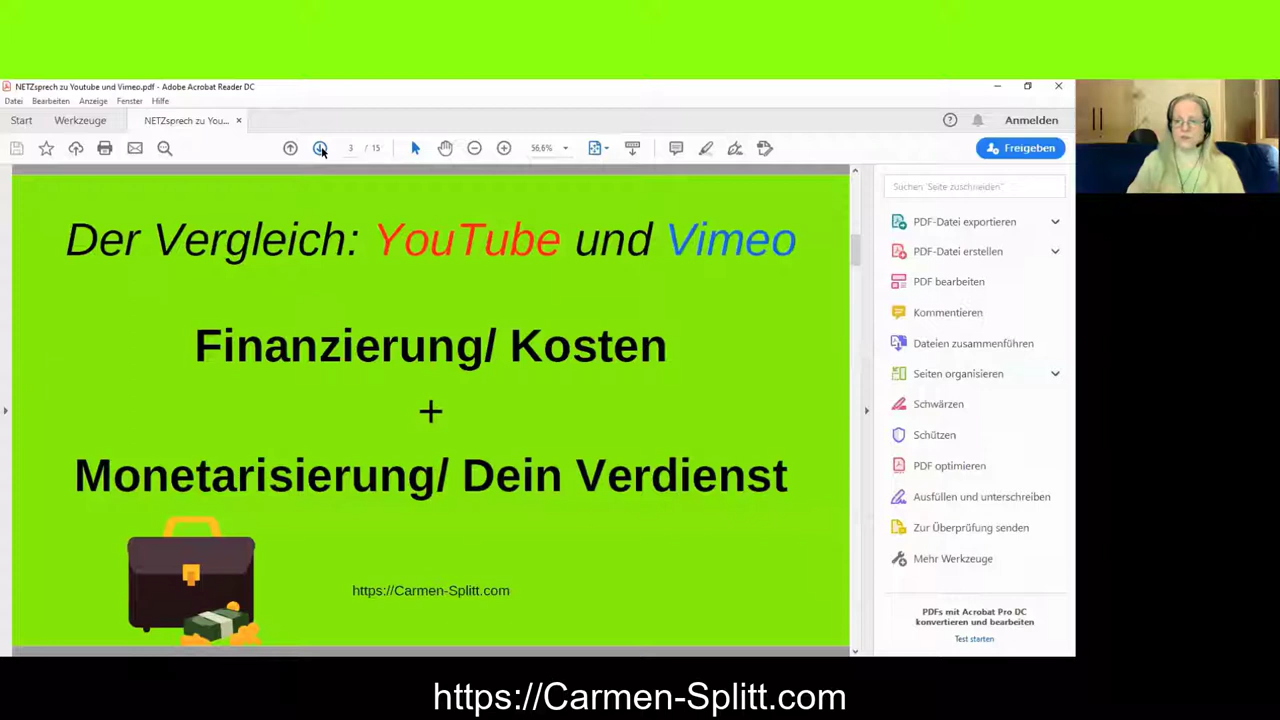 NETZsprech zu Youtube und Vimeo.pdf - Adobe Acrobat Reader DC
Datei Bearbeiten Anzeige Fenster Hilfe
Start Werkzeuge NETZsprech zu You... × Anmelden
3 / 15 56,6% Freigeben
Der Vergleich: YouTube und Vimeo
Finanzierung/ Kosten
+
Monetarisierung/ Dein Verdienst
https://Carmen-Splitt.com
Suchen 'Seite zuschneiden'
PDF-Datei exportieren
PDF-Datei erstellen
PDF bearbeiten
Kommentieren
Dateien zusammenführen
Seiten organisieren
Schwärzen
Schützen
PDF optimieren
Ausfüllen und unterschreiben
Zur Überprüfung senden
Mehr Werkzeuge
PDFs mit Acrobat Pro DC
konvertieren und bearbeiten
Test starten
https://Carmen-Splitt.com